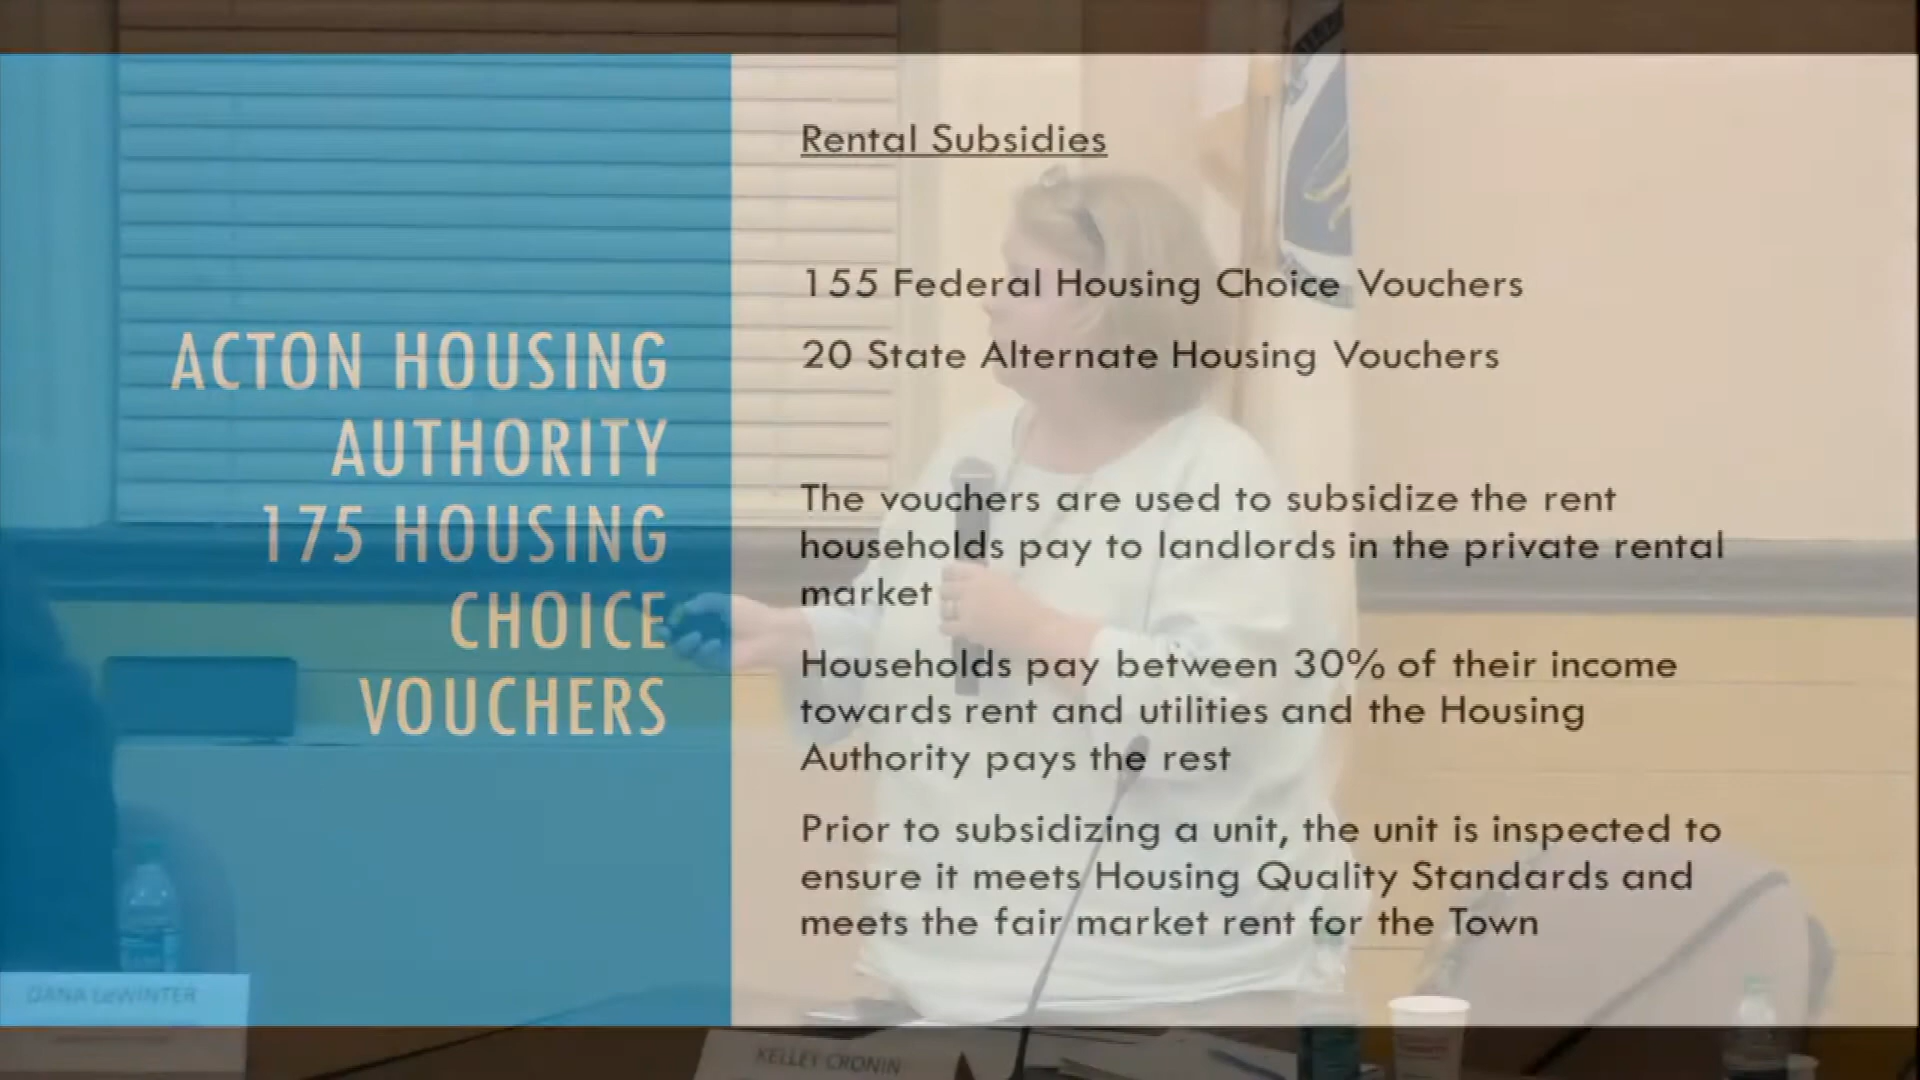 ACTON HOUSING
AUTHORITY
175 HOUSING
CHOICE
VOUCHERS
Rental Subsidies
155 Federal Housing Choice Vouchers
20 State Alternate Housing Vouchers
The vouchers are used to subsidize the rent
households pay to landlords in the private rental
market
Households pay between 30% of their income
towards rent and utilities and the Housing
Authority pays the rest
Prior to subsidizing a unit, the unit is inspected to
ensure it meets Housing Quality Standards and
meets the fair market rent for the Town
DANA LeWINTER
KELLEY CRONIN